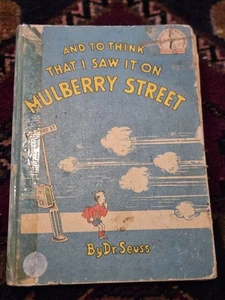 AND TO THINK
THAT I SAW IT ON
MULBERRY STREET
By Dr. Seuss